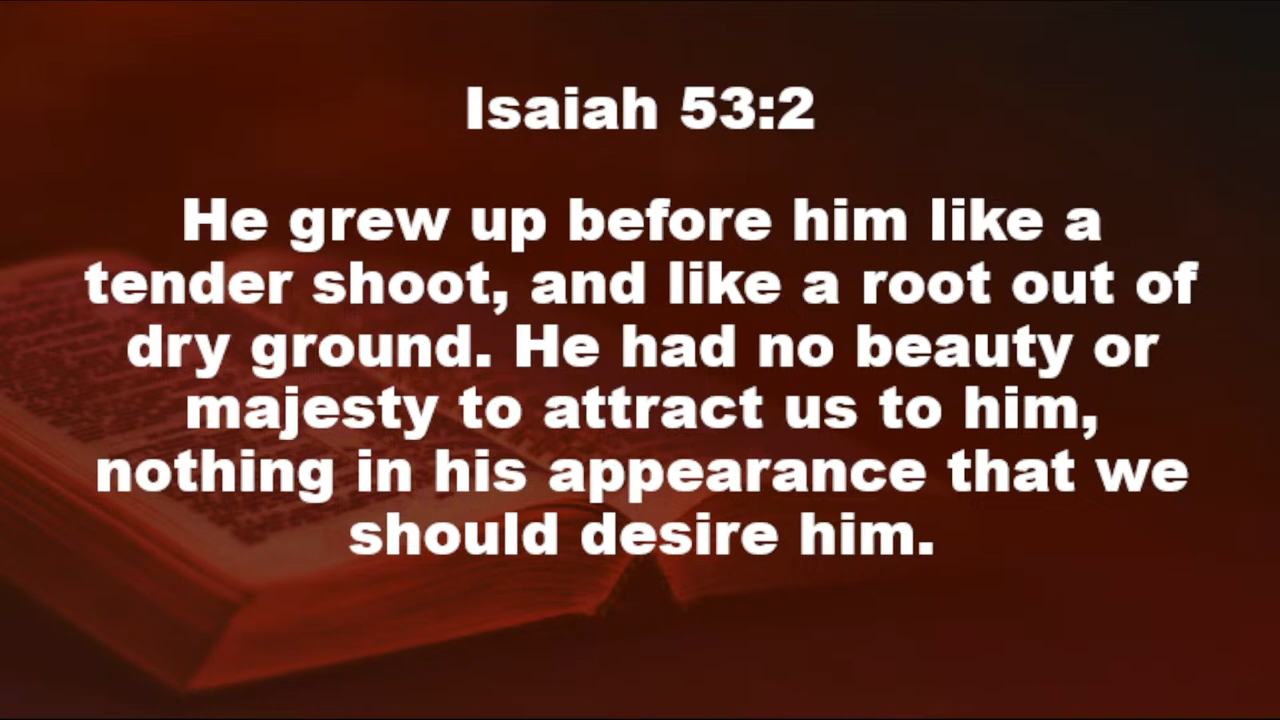 Isaiah 53:2
He grew up before him like a
tender shoot, and like a root out of
dry ground. He had no beauty or
majesty to attract us to him,
nothing in his appearance that we
should desire him.